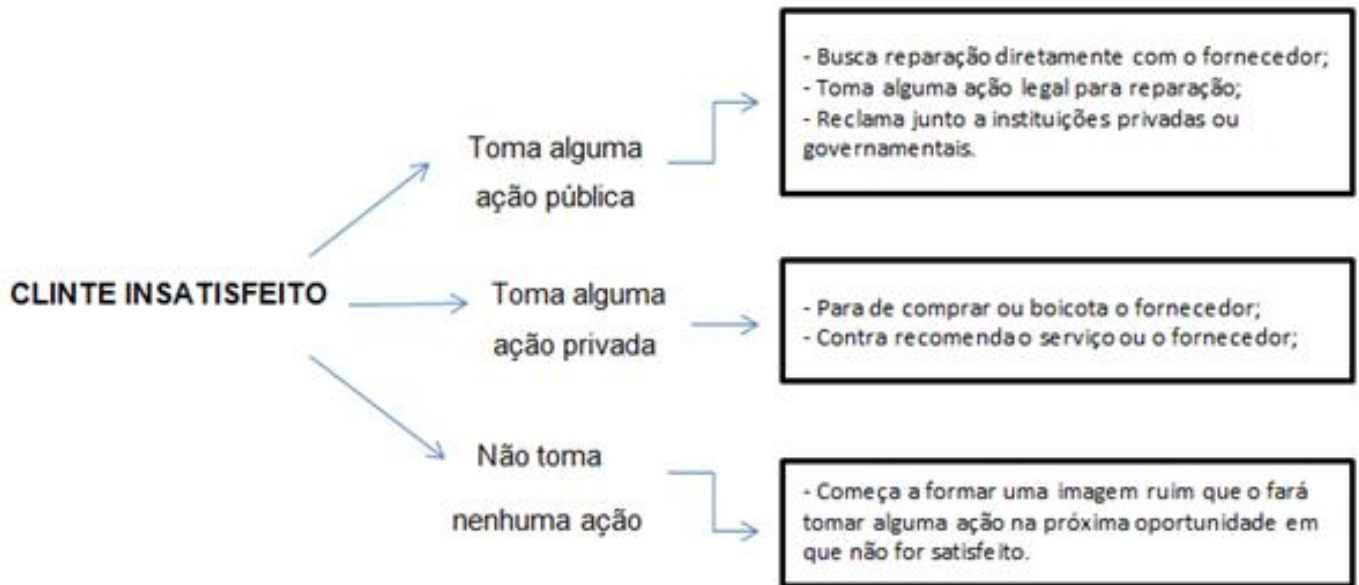 CLINTE INSATISFEITO
Toma alguma
ação pública
- Busca reparação diretamente com o fornecedor;
- Toma alguma ação legal para reparação;
- Reclama junto a instituições privadas ou
governamentais.
Toma alguma
ação privada
- Para de comprar ou boicota o fornecedor;
- Contra recomenda o serviço ou o fornecedor;
Não toma
nenhuma ação
- Começa a formar uma imagem ruim que o fará
tomar alguma ação na próxima oportunidade em
que não for satisfeito.